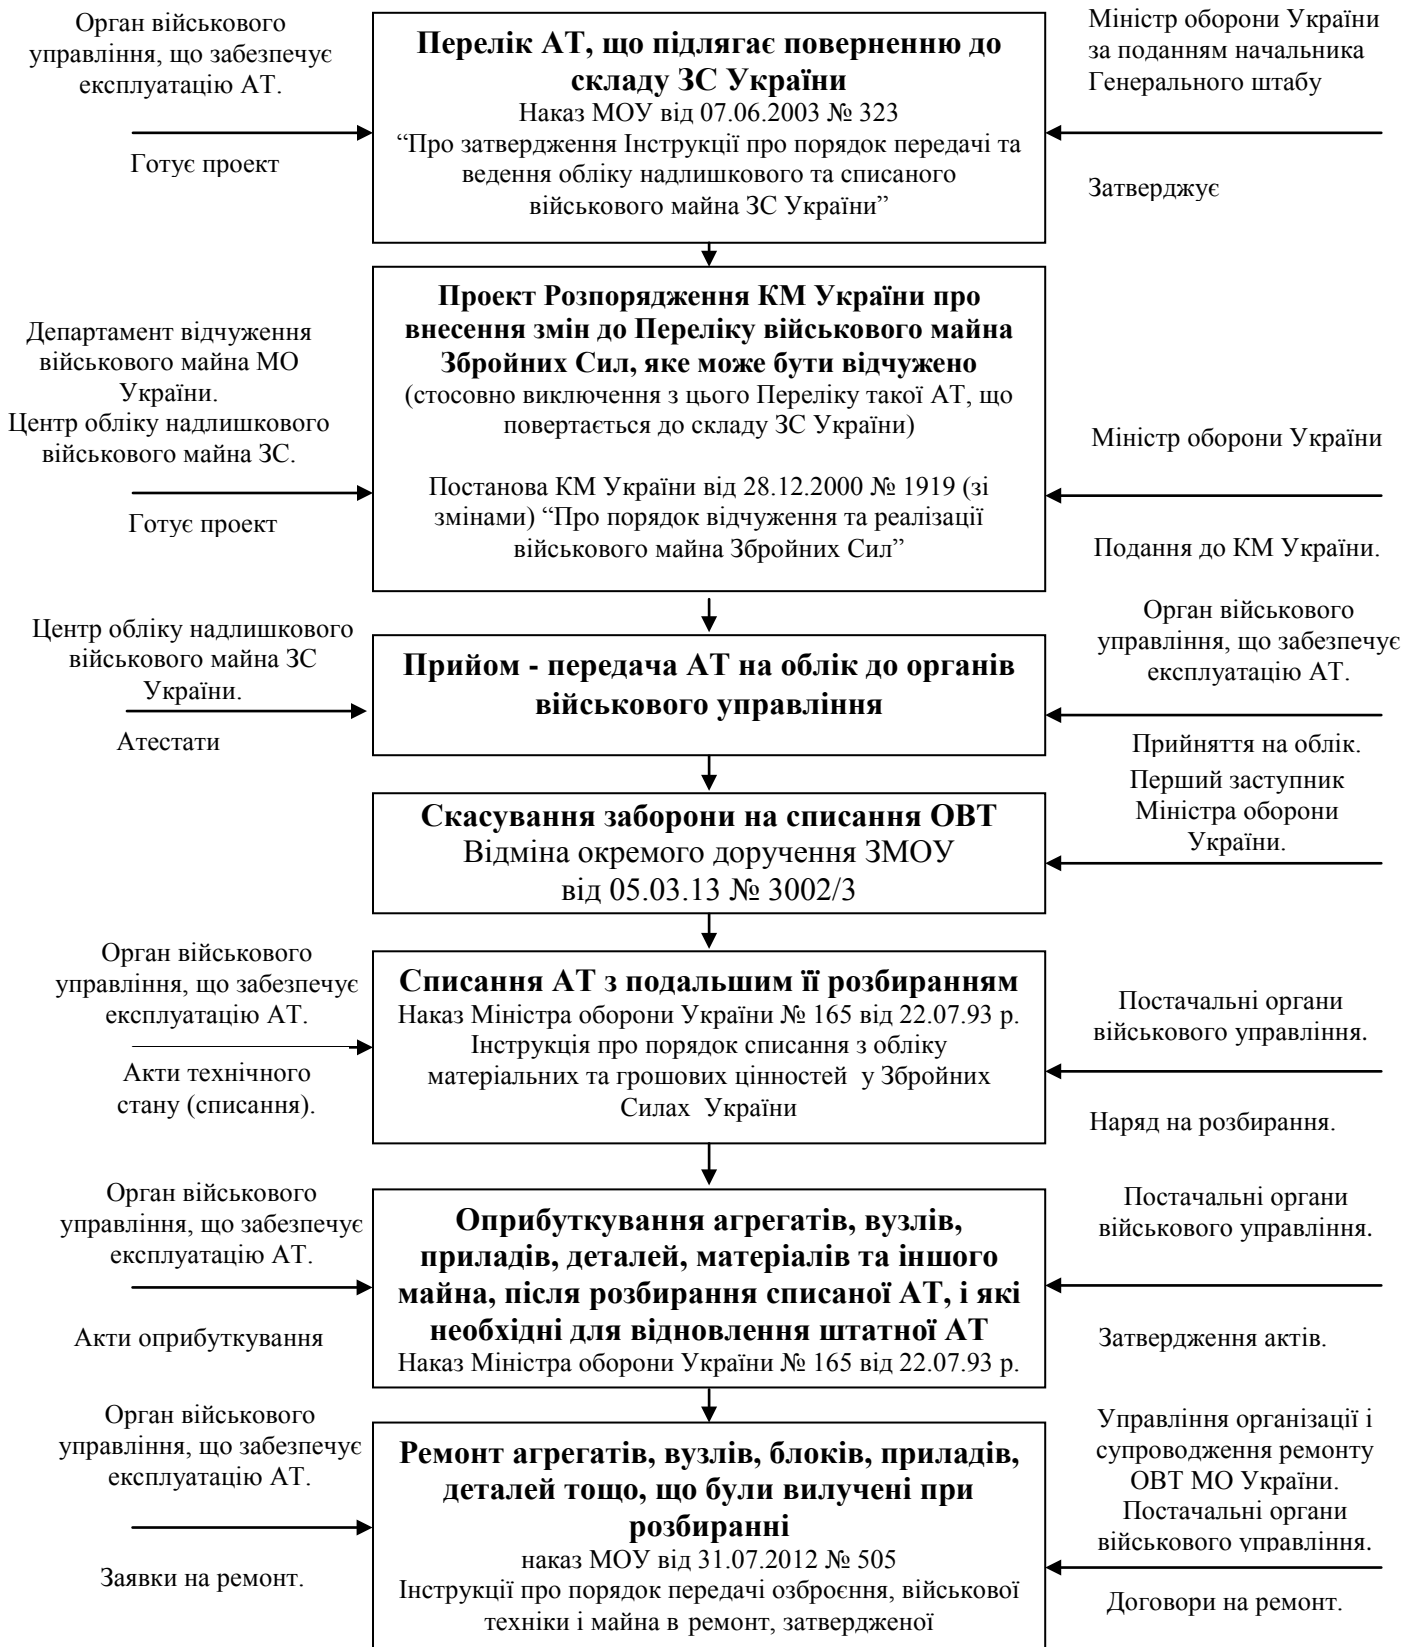 Орган військового
управління, що забезпечує
експлуатацію АТ.
Готує проект
Перелік АТ, що підлягає поверненню до
складу ЗС України
Наказ МОУ від 07.06.2003 № 323
“Про затвердження Інструкції про порядок передачі та
ведення обліку надлишкового та списаного
військового майна ЗС України”
Міністр оборони України
за поданням начальника
Генерального штабу
Затверджує
Департамент відчуження
військового майна МО
України.
Центр обліку надлишкового
військового майна ЗС.
Готує проект
Проект Розпорядження КМ України про
внесення змін до Переліку військового майна
Збройних Сил, яке може бути відчужено
(стосовно виключення з цього Переліку такої АТ, що
повертається до складу ЗС України)
Постанова КМ України від 28.12.2000 № 1919 (зі
змінами) “Про порядок відчуження та реалізації
військового майна Збройних Сил”
Міністр оборони України
Подання до КМ України.
Центр обліку надлишкового
військового майна ЗС
України.
Атестати
Прийом - передача АТ на облік до органів
військового управління
Орган військового
управління, що забезпечує
експлуатацію АТ.
Прийняття на облік.
Скасування заборони на списання ОВТ
Відміна окремого доручення ЗМОУ
від 05.03.13 № 3002/3
Перший заступник
Міністра оборони
України.
Орган військового
управління, що забезпечує
експлуатацію АТ.
Акти технічного
стану (списання).
Списання АТ з подальшим її розбиранням
Наказ Міністра оборони України № 165 від 22.07.93 р.
Інструкція про порядок списання з обліку
матеріальних та грошових цінностей у Збройних
Силах України
Постачальні органи
військового управління.
Наряд на розбирання.
Орган військового
управління, що забезпечує
експлуатацію АТ.
Акти оприбуткування
Оприбуткування агрегатів, вузлів,
приладів, деталей, матеріалів та іншого
майна, після розбирання списаної АТ, і які
необхідні для відновлення штатної АТ
Наказ Міністра оборони України № 165 від 22.07.93 р.
Постачальні органи
військового управління.
Затвердження актів.
Орган військового
управління, що забезпечує
експлуатацію АТ.
Заявки на ремонт.
Ремонт агрегатів, вузлів, блоків, приладів,
деталей тощо, що були вилучені при
розбиранні
наказ МОУ від 31.07.2012 № 505
Інструкції про порядок передачі озброєння, військової
техніки і майна в ремонт, затвердженої
Управління організації і
супроводження ремонту
ОВТ МО України.
Постачальні органи
військового управління.
Договори на ремонт.